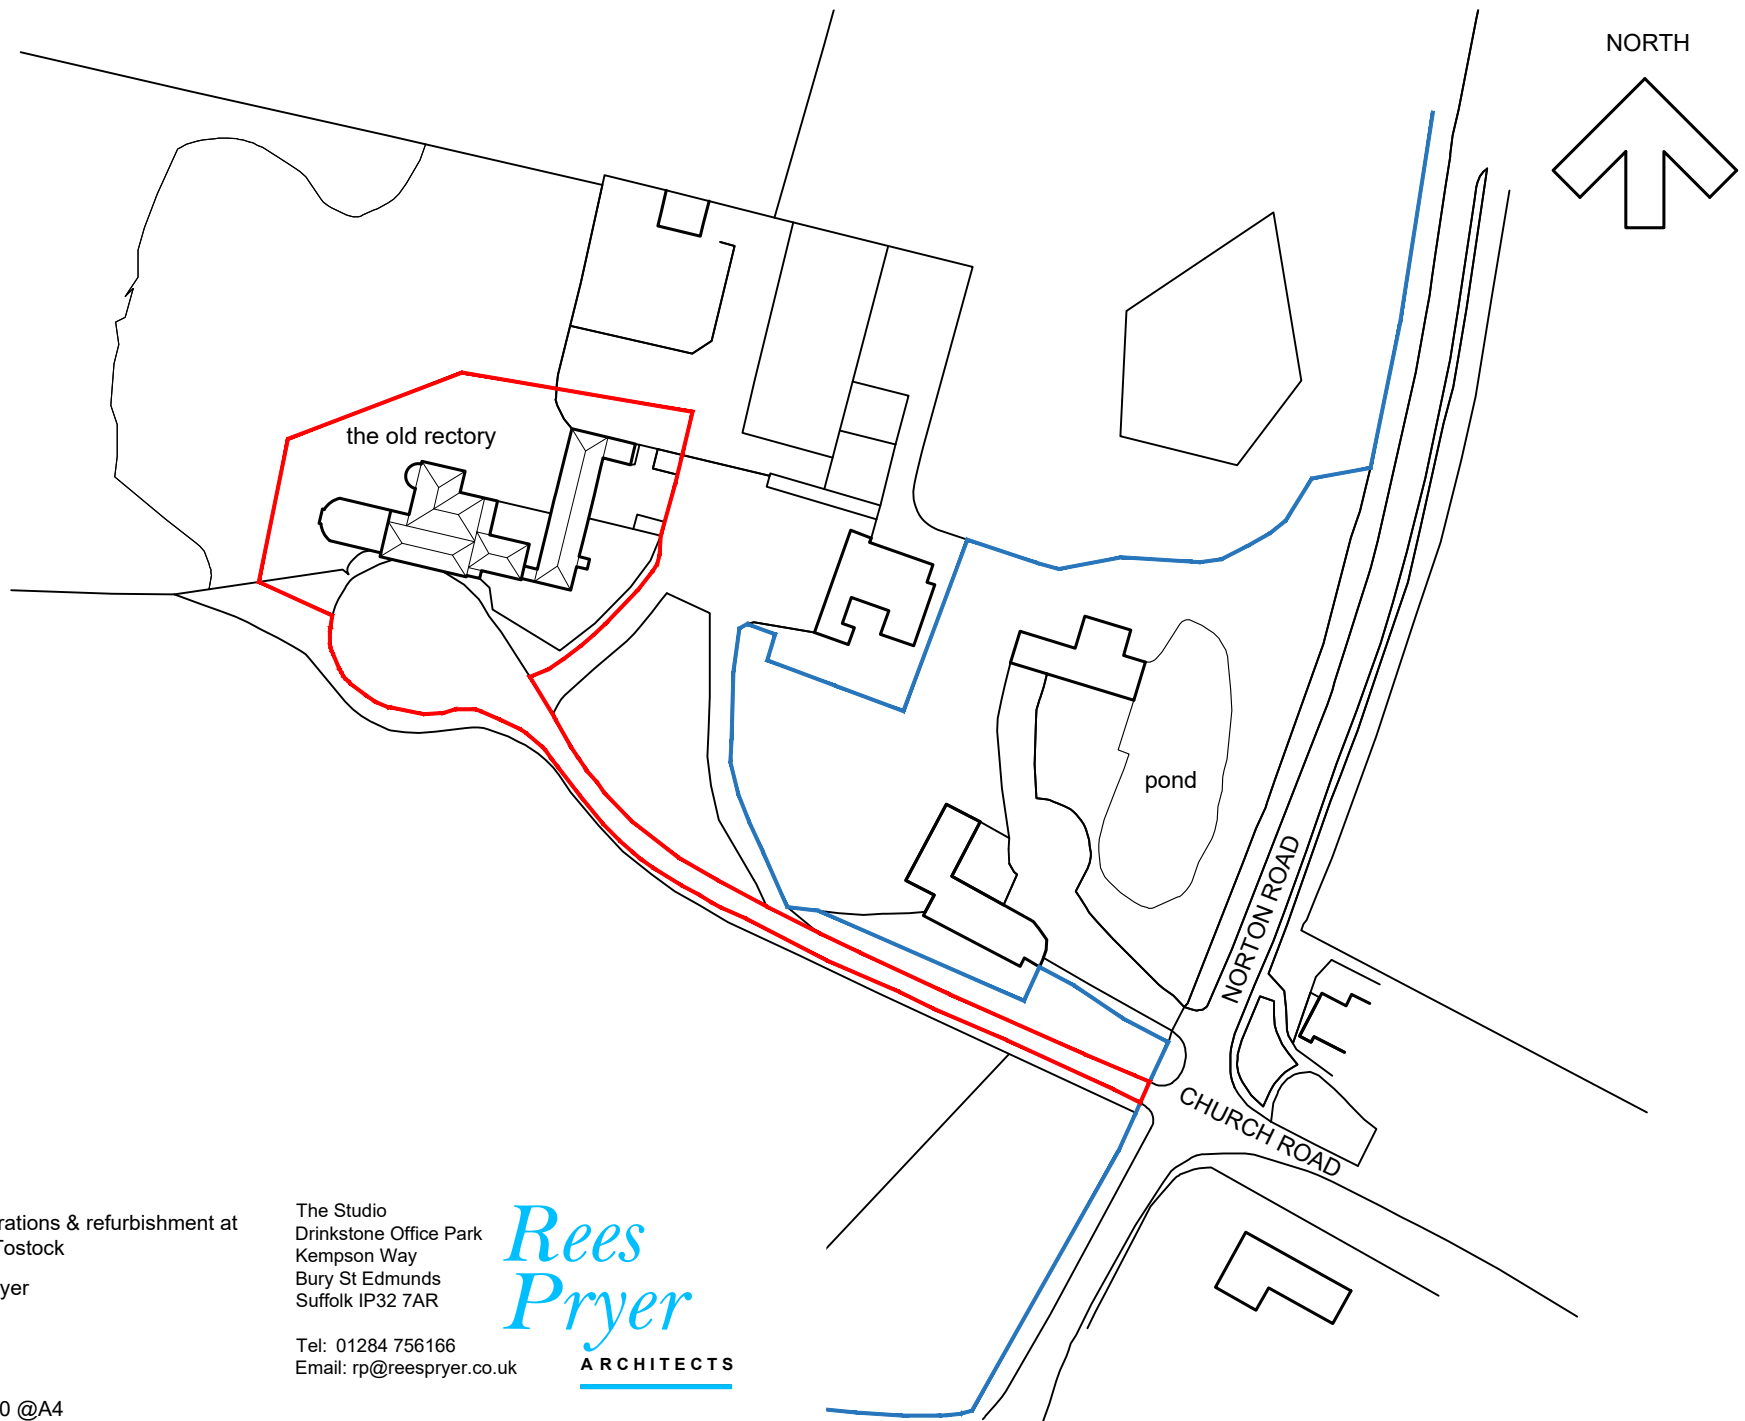 NORTH
the old rectory
pond
NORTON ROAD
CHURCH ROAD
rations & refurbishment at
Tostock
yer
0 @A4
The Studio
Drinkstone Office Park
Kempson Way
Bury St Edmunds
Suffolk IP32 7AR
Tel: 01284 756166
Email: rp@reespryer.co.uk
Rees
Pryer
ARCHITECTS